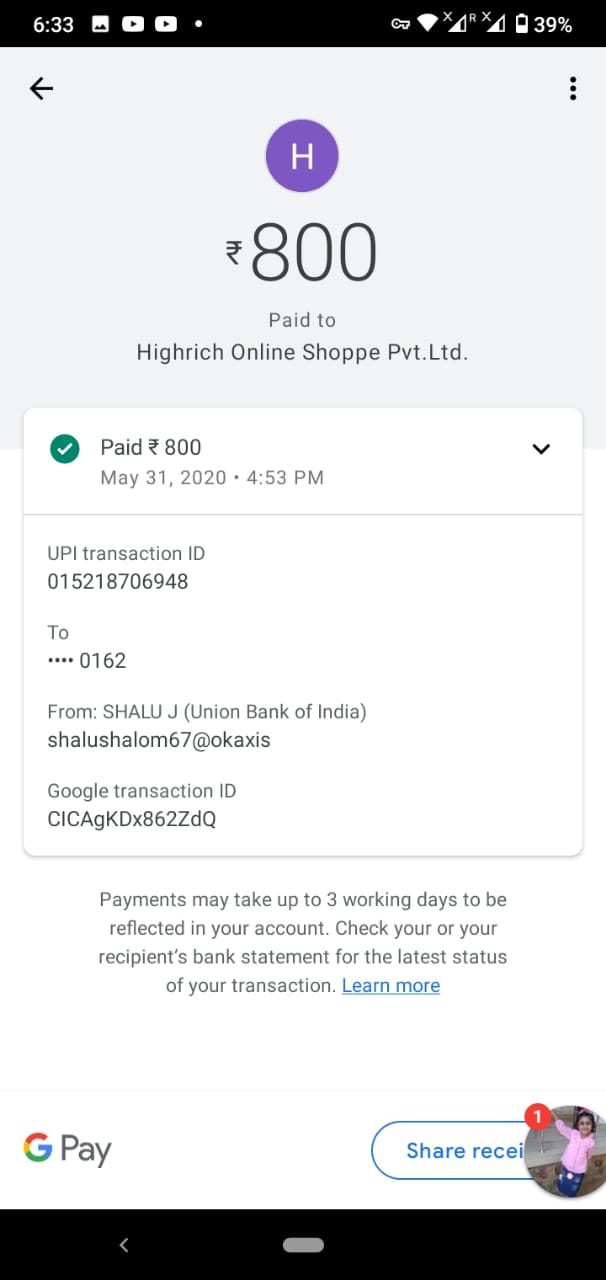 6:33
R
39%
H
₹800
Paid to
Highrich Online Shoppe Pvt.Ltd.
Paid ₹ 800
May 31, 2020 • 4:53 PM
UPI transaction ID
015218706948
To
•••• 0162
From: SHALU J (Union Bank of India)
shalushalom67@okaxis
Google transaction ID
CICAgKDx862ZdQ
Payments may take up to 3 working days to be
reflected in your account. Check your or your
recipient's bank statement for the latest status
of your transaction. Learn more
1
G Pay
Share recei